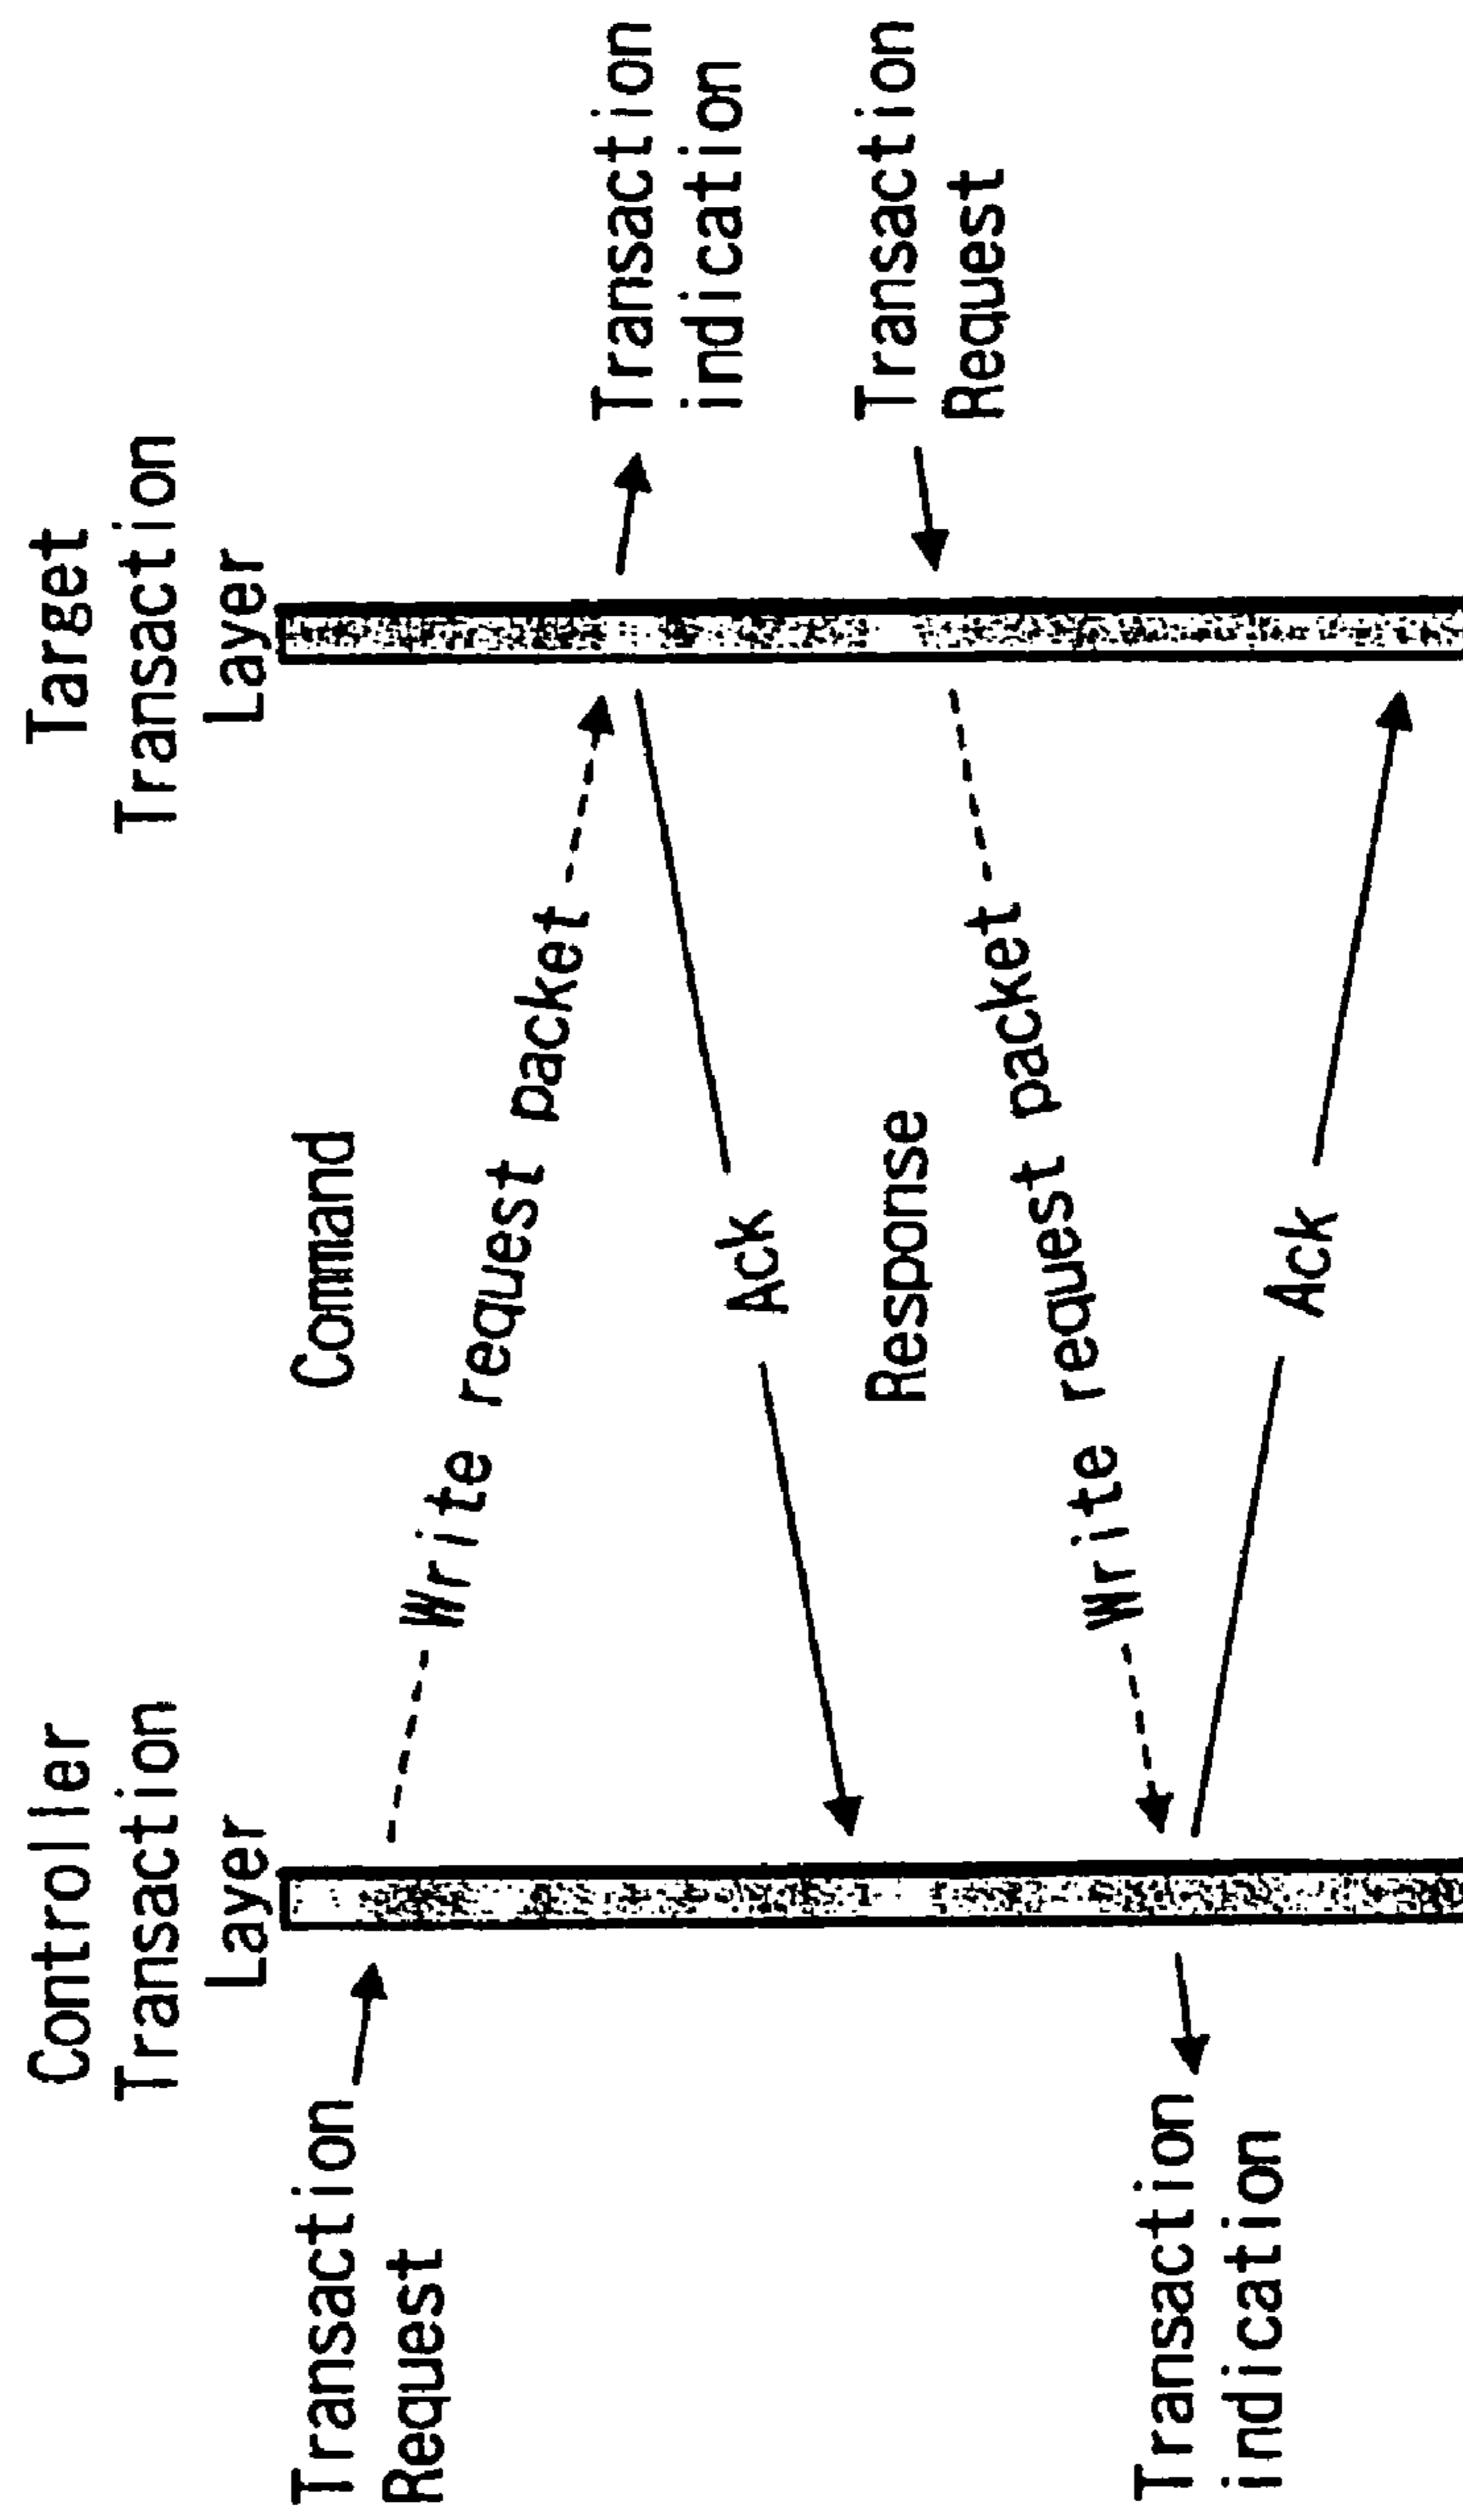 Controller
Transaction
Layer
Target
Transaction
Layer
Transaction
Request
Command
Write request packet
Transaction
indication
Ack
Response
Transaction
Request
Write request packet
Transaction
indication
Ack